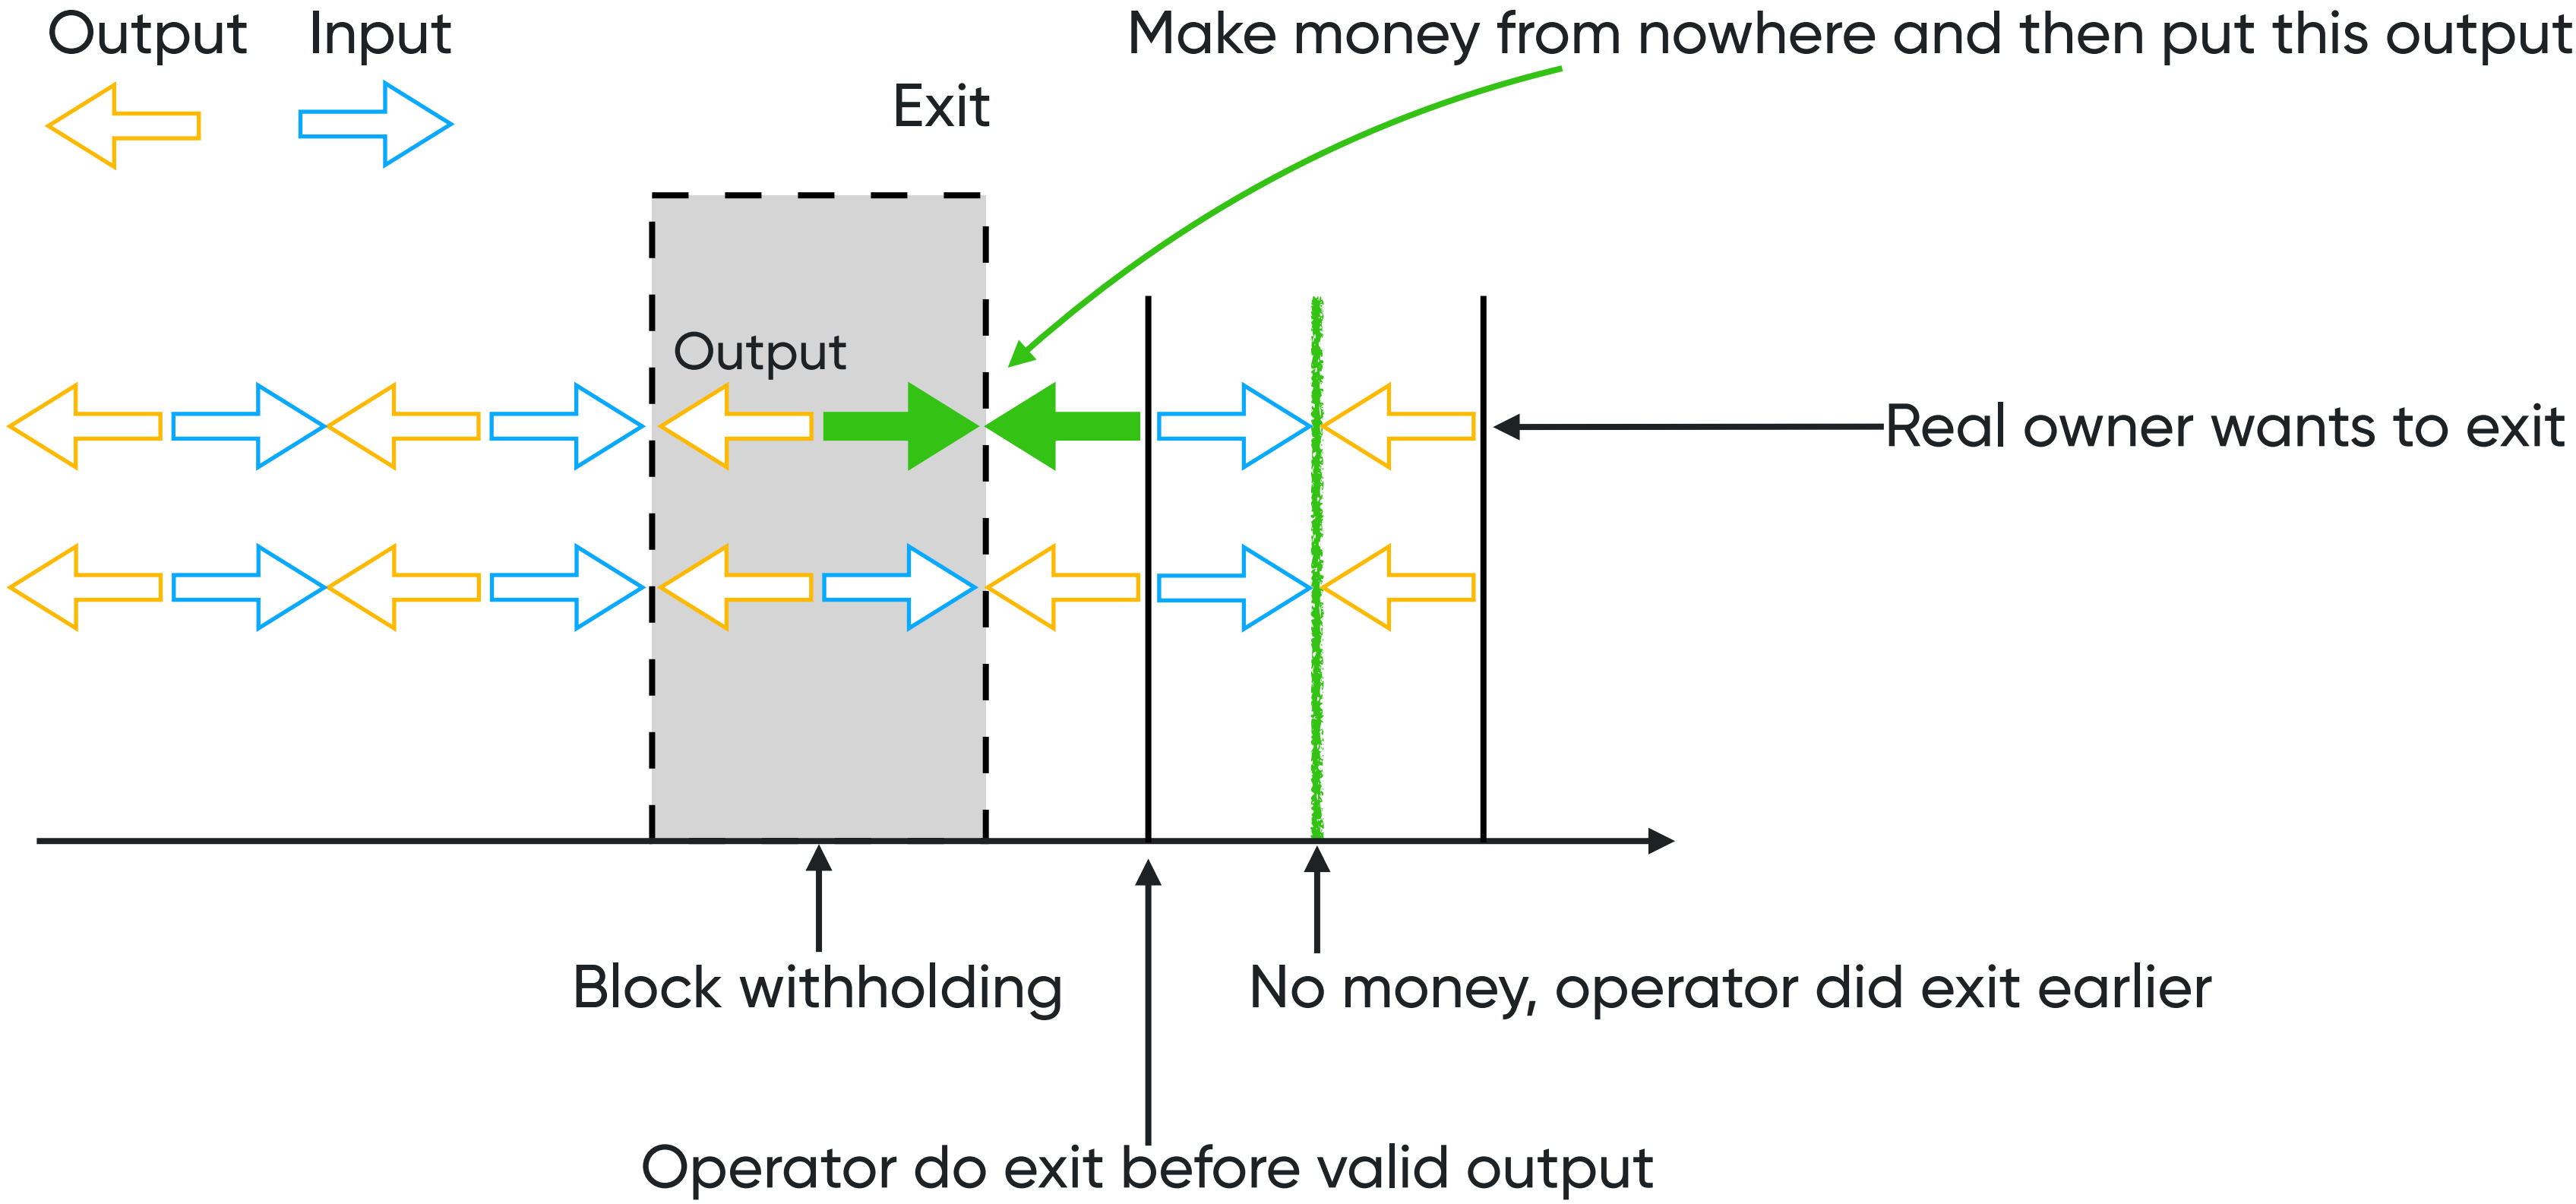 Output
Input
Make money from nowhere and then put this output
Exit
Output
Real owner wants to exit
Block withholding
No money, operator did exit earlier
Operator do exit before valid output